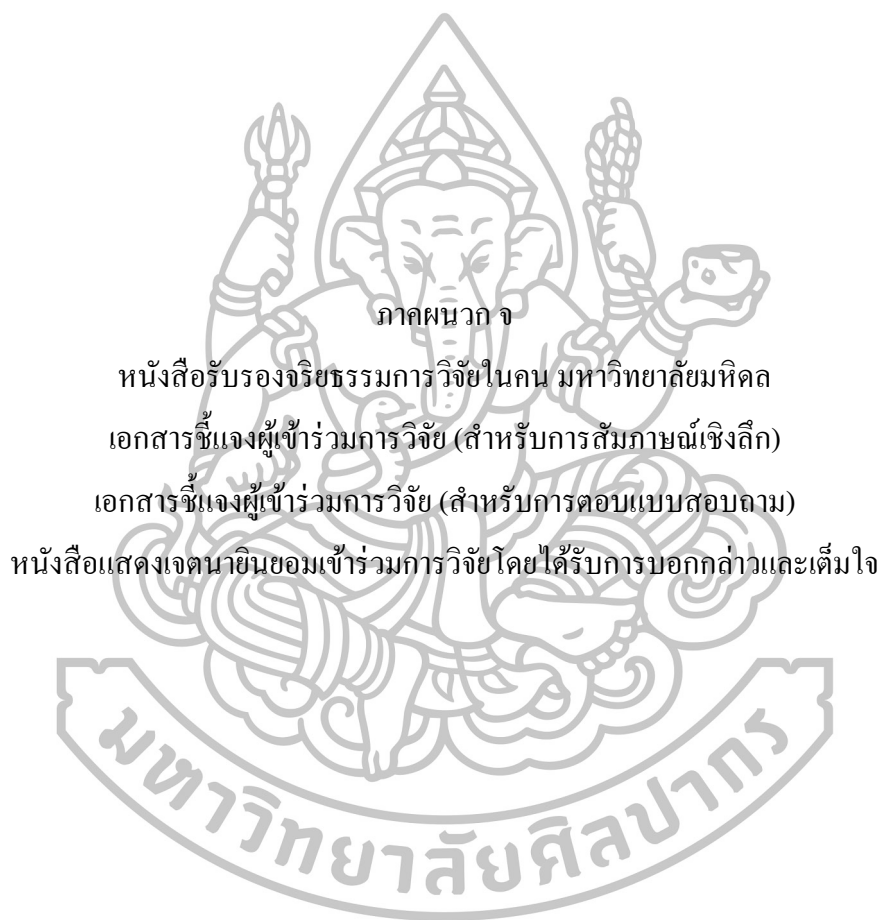 ภาคผนวก จ
หนังสือรับรองจริยธรรมการวิจัยในคน มหาวิทยาลัยมหิดล
เอกสารชี้แจงผู้เข้าร่วมการวิจัย (สำหรับการสัมภาษณ์เชิงลึก)
เอกสารชี้แจงผู้เข้าร่วมการวิจัย (สำหรับการตอบแบบสอบถาม)
หนังสือแสดงเจตนายินยอมเข้าร่วมการวิจัยโดยได้รับการบอกกล่าวและเต็มใจ
มหาวิทยาลัยศิลปากร